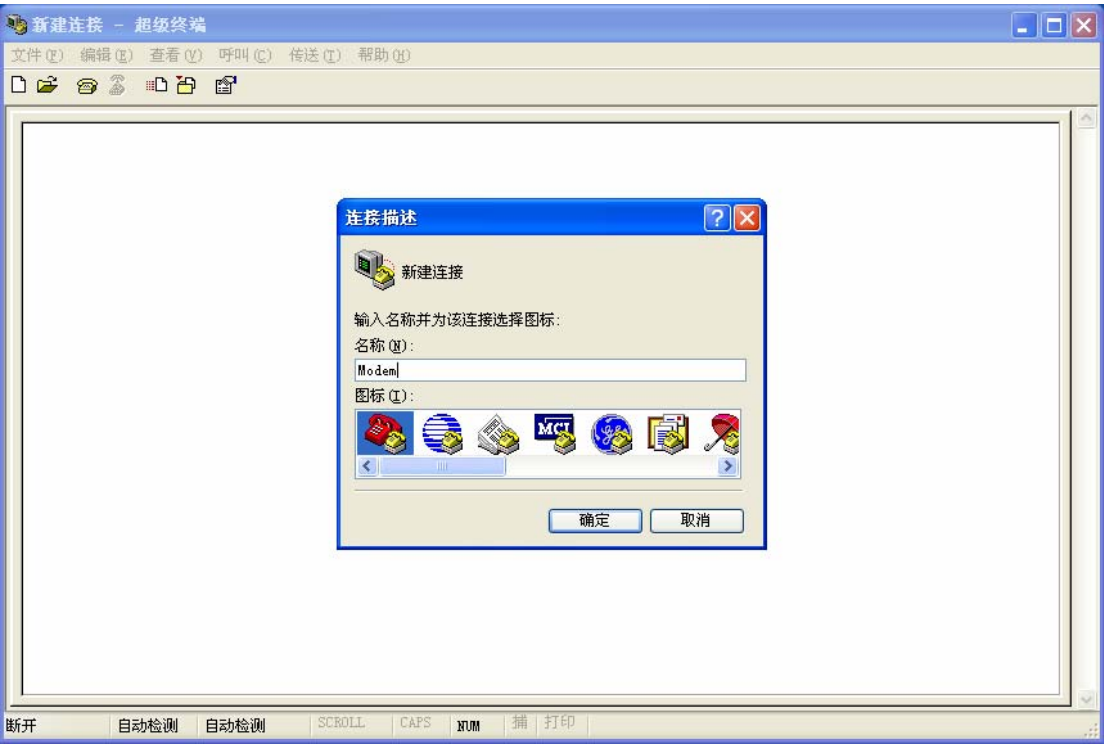 新建连接 - 超级终端
文件(F) 编辑(E) 查看(V) 呼叫(C) 传送(T) 帮助(H)
连接描述
新建连接
输入名称并为该连接选择图标:
名称(N):
Modem
图标(I):
MCI
确定 取消
断开 自动检测 自动检测 SCROLL CAPS NUM 捕 打印